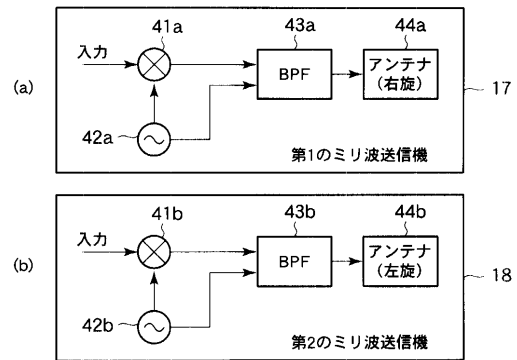 (a)
41a
43a
44a
入力
BPF
アンテナ
(右旋)
17
42a
第1のミリ波送信機
(b)
41b
43b
44b
入力
BPF
アンテナ
(左旋)
18
42b
第2のミリ波送信機